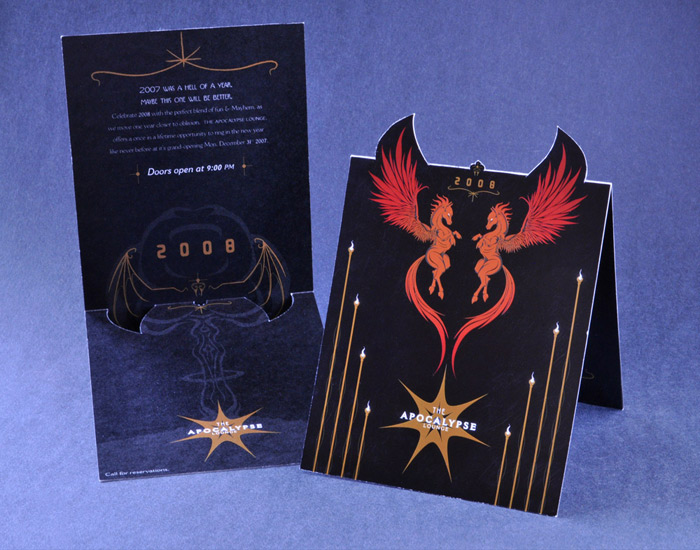 2007 WAS A HELL OF A YEAR.
MAYBE THIS ONE WILL BE BETTER.
Celebrate 2008 with the perfect blend of fun & Mayhem, as
we move one year closer to oblivion. THE APOCALYPSE LOUNGE,
offers a once in a lifetime opportunity to ring in the new year
like never before at it's grand opening Mon. December 31st 2007.
Doors open at 9:00 PM
2008
THE
APOCALYPSE
LOUNGE
Call for reservations.
2008
THE
APOCALYPSE
LOUNGE